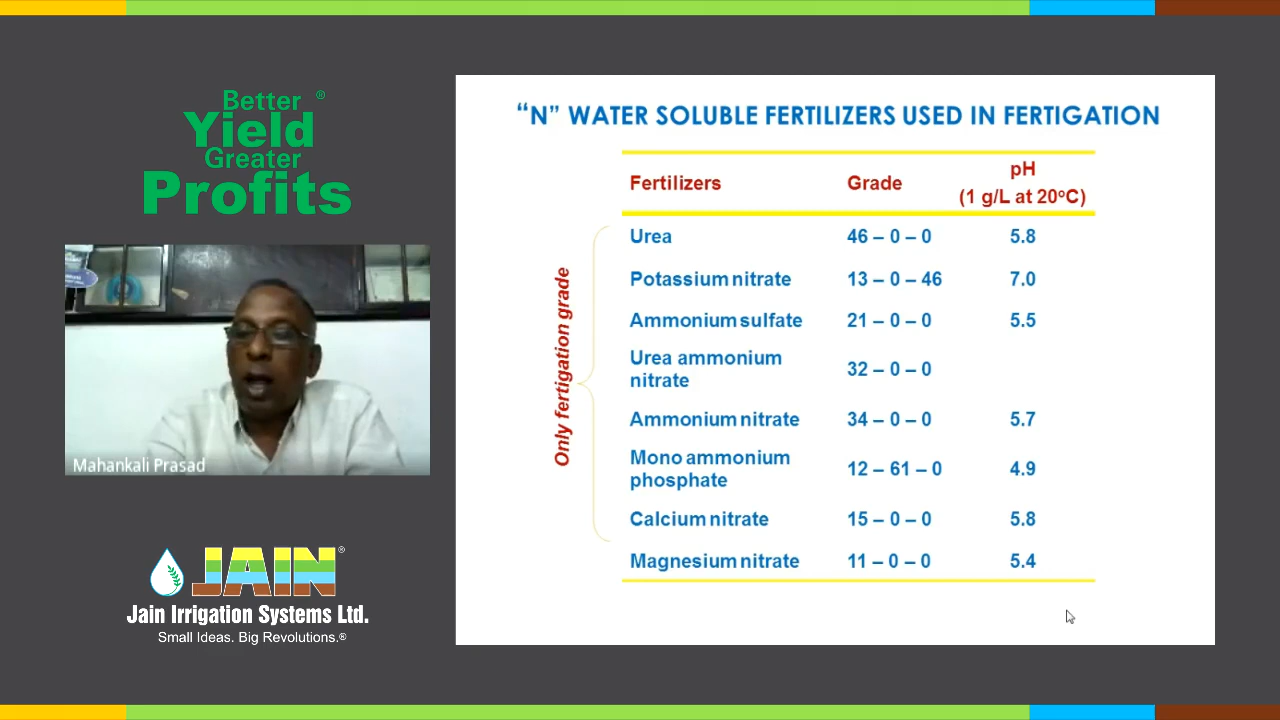 Better ®
Yield
Greater
Profits
Mahankali Prasad
JAIN®
Jain Irrigation Systems Ltd.
Small Ideas. Big Revolutions.®
“N” WATER SOLUBLE FERTILIZERS USED IN FERTIGATION
Fertilizers Grade pH
(1 g/L at 20°C)
Only fertigation grade
Urea 46 – 0 – 0 5.8
Potassium nitrate 13 – 0 – 46 7.0
Ammonium sulfate 21 – 0 – 0 5.5
Urea ammonium
nitrate 32 – 0 – 0
Ammonium nitrate 34 – 0 – 0 5.7
Mono ammonium
phosphate 12 – 61 – 0 4.9
Calcium nitrate 15 – 0 – 0 5.8
Magnesium nitrate 11 – 0 – 0 5.4